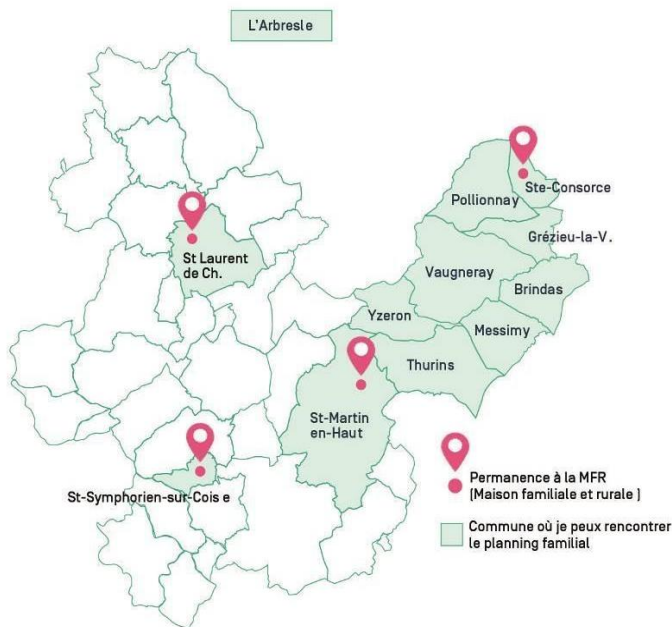 L'Arbresle
Ste-Consorce
Pollionnay
Grézieu-la-V.
St Laurent
de Ch.
Vaugneray
Brindas
Yzeron
Messimy
Thurins
St-Martin
en-Haut
St-Symphorien-sur-Cois e
Permanence à la MFR
(Maison familiale et rurale )
Commune où je peux rencontrer
le planning familial